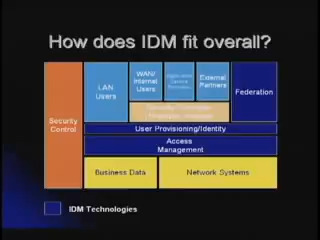 How does IDM fit overall?
Security
Control
LAN
Users
WAN/
Internal
Users
External
Partners
Federation
User Provisioning/Identity
Access
Management
Business Data
Network Systems
IDM Technologies